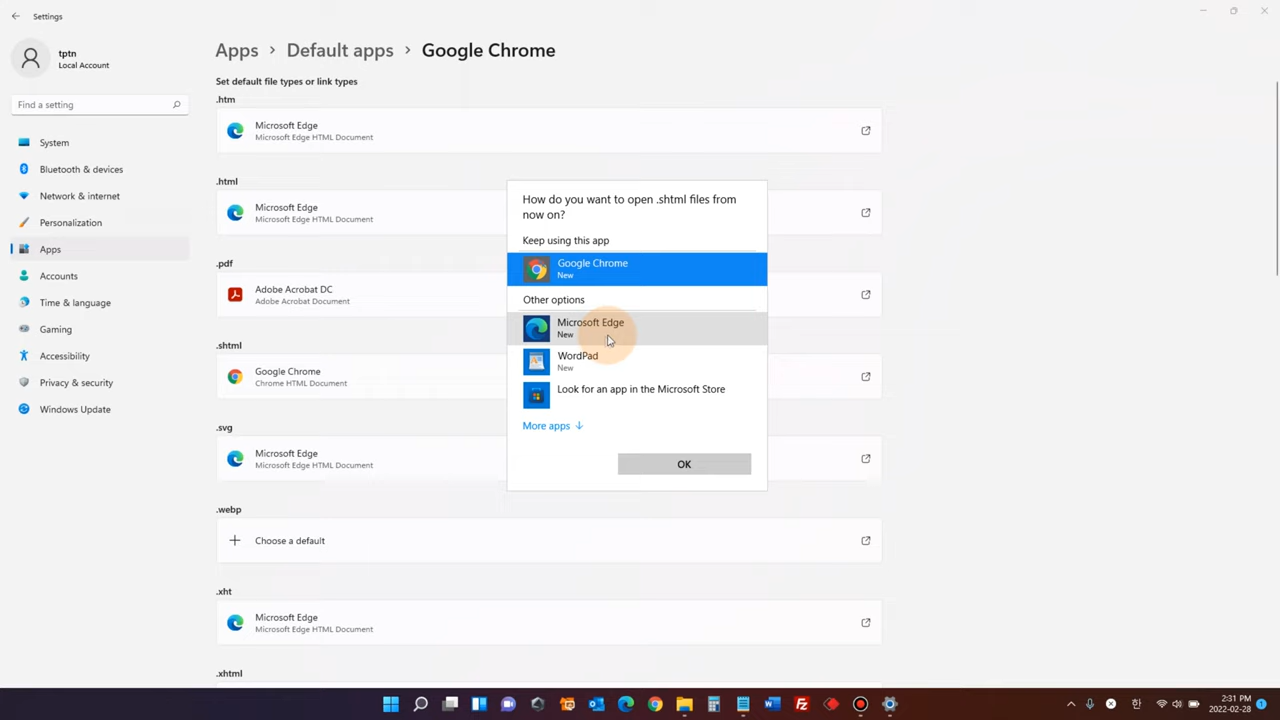 Settings
tptn
Local Account
Find a setting
System
Bluetooth & devices
Network & internet
Personalization
Apps
Accounts
Time & language
Gaming
Accessibility
Privacy & security
Windows Update
Apps > Default apps > Google Chrome
Set default file types or link types
.htm
Microsoft Edge
Microsoft Edge HTML Document
.html
Microsoft Edge
Microsoft Edge HTML Document
.pdf
Adobe Acrobat DC
Adobe Acrobat Document
.shtml
Google Chrome
Chrome HTML Document
.svg
Microsoft Edge
Microsoft Edge HTML Document
.webp
Choose a default
.xht
Microsoft Edge
Microsoft Edge HTML Document
.xhtml
How do you want to open .shtml files from
now on?
Keep using this app
Google Chrome
New
Other options
Microsoft Edge
New
WordPad
New
Look for an app in the Microsoft Store
More apps
OK
한
2:31 PM
2022-02-28